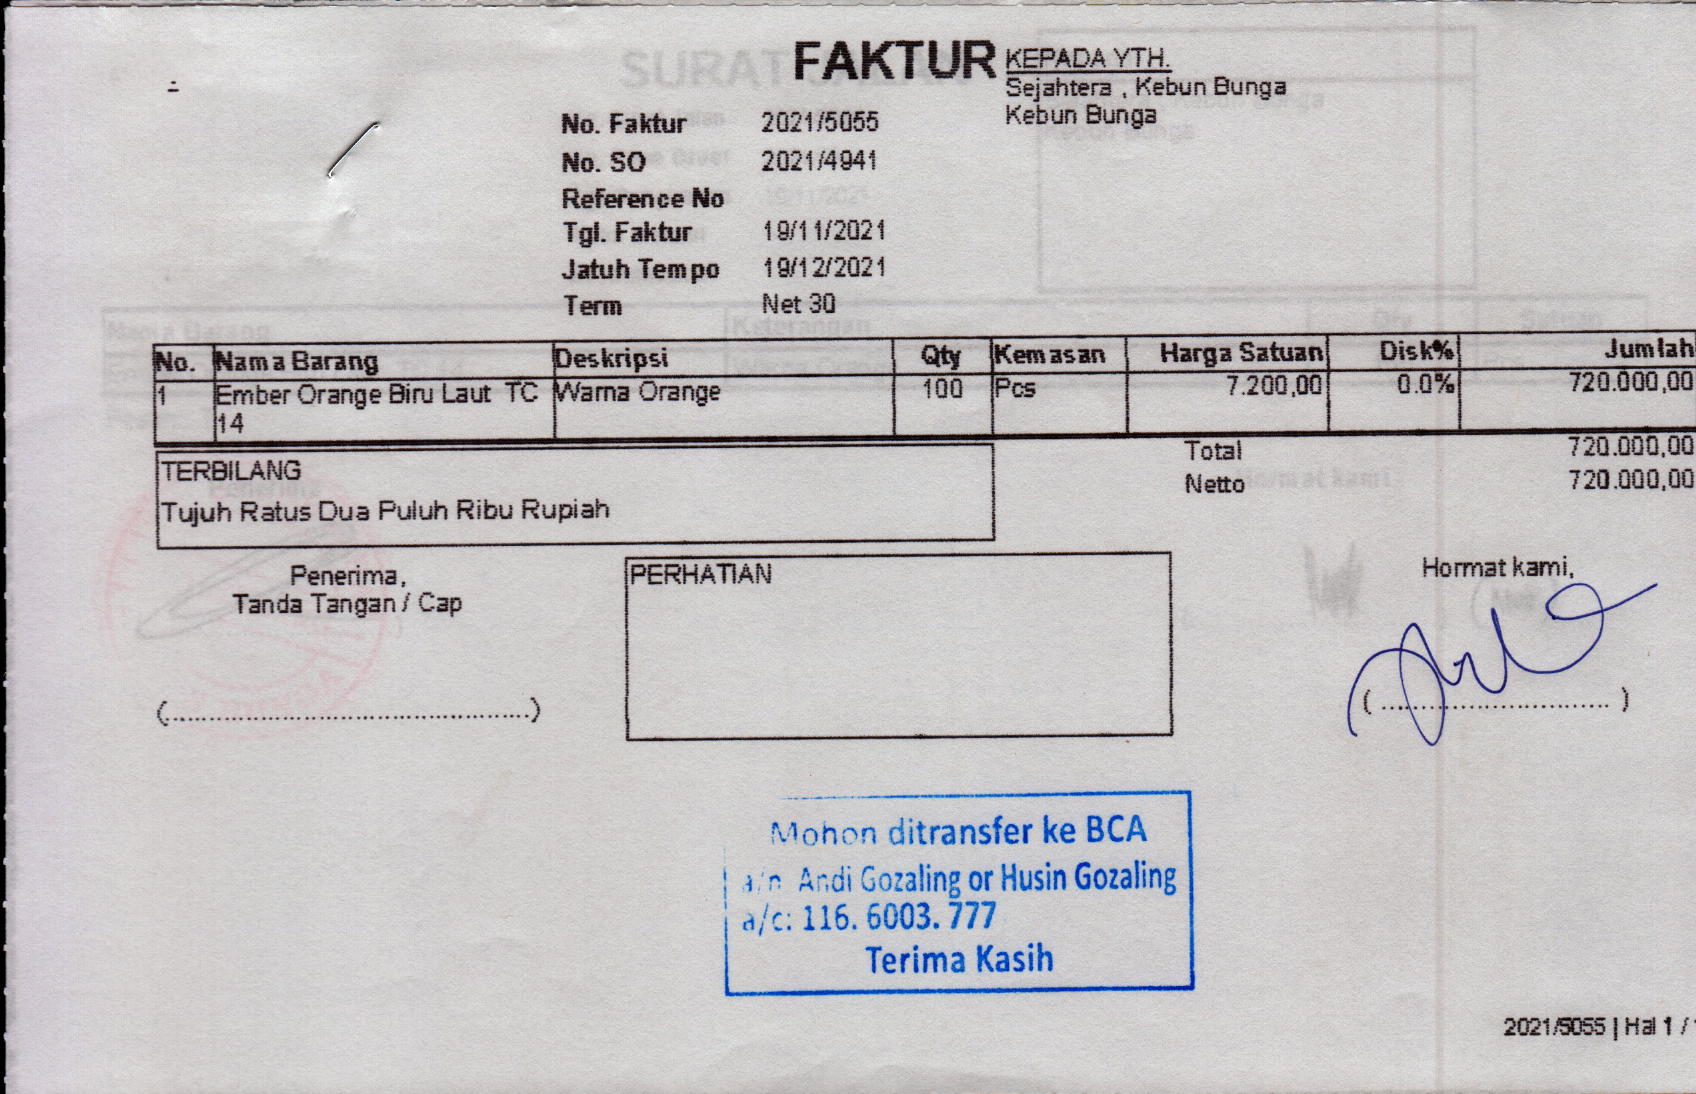 FAKTUR
KEPADA YTH.
Sejahtera , Kebun Bunga
Kebun Bunga
No. Faktur 2021/5055
No. SO 2021/4941
Reference No
Tgl. Faktur 19/11/2021
Jatuh Tempo 19/12/2021
Term Net 30
No. Nama Barang Deskripsi Qty Kemasan Harga Satuan Disk% Jumlah
1 Ember Orange Biru Laut TC Warna Orange 100 Pcs 7.200,00 0.0% 720.000,00
14
Total 720.000,00
Netto 720.000,00
TERBILANG
Tujuh Ratus Dua Puluh Ribu Rupiah
Penerima,
Tanda Tangan / Cap
(..................................................)
PERHATIAN
Hormat kami,
( ............................... )
Mohon ditransfer ke BCA
a/n Andi Gozaling or Husin Gozaling
a/c: 116. 6003. 777
Terima Kasih
2021/5055 | Hal 1 /